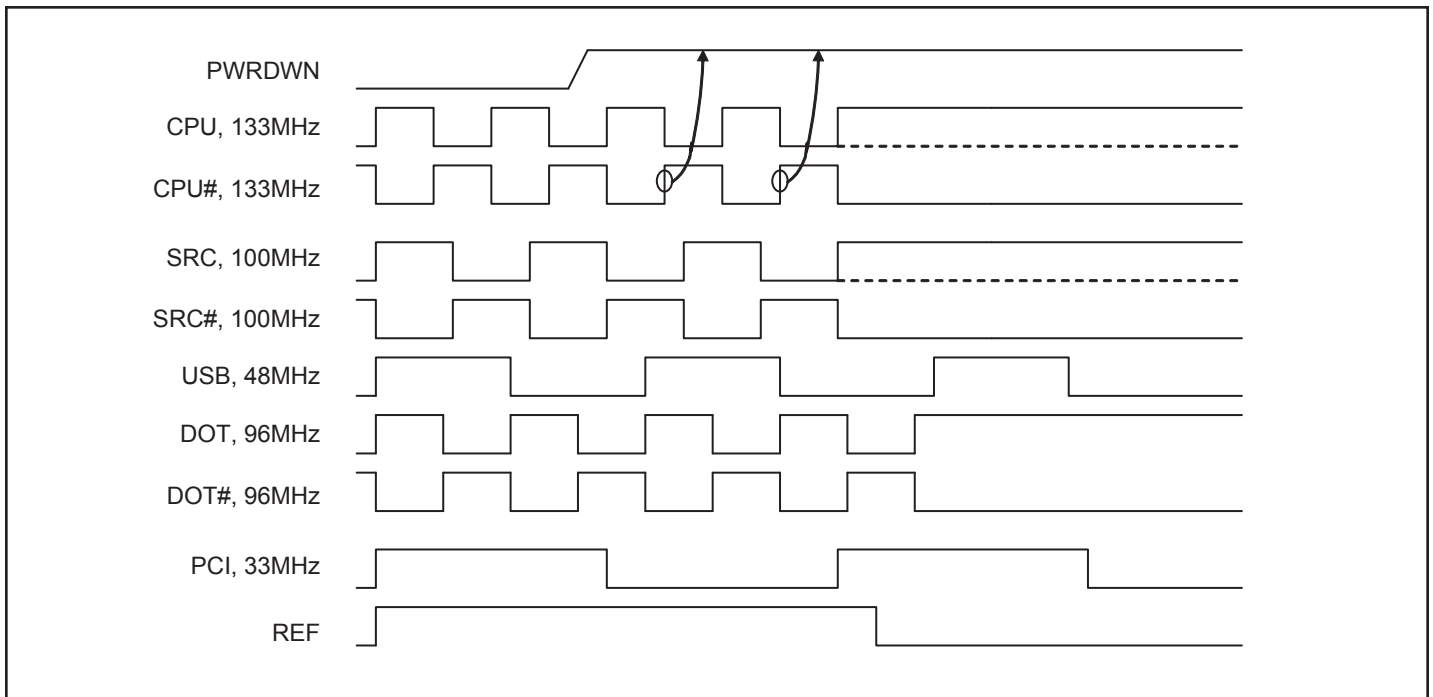 PWRDWN
CPU, 133MHz
CPU#, 133MHz
SRC, 100MHz
SRC#, 100MHz
USB, 48MHz
DOT, 96MHz
DOT#, 96MHz
PCI, 33MHz
REF